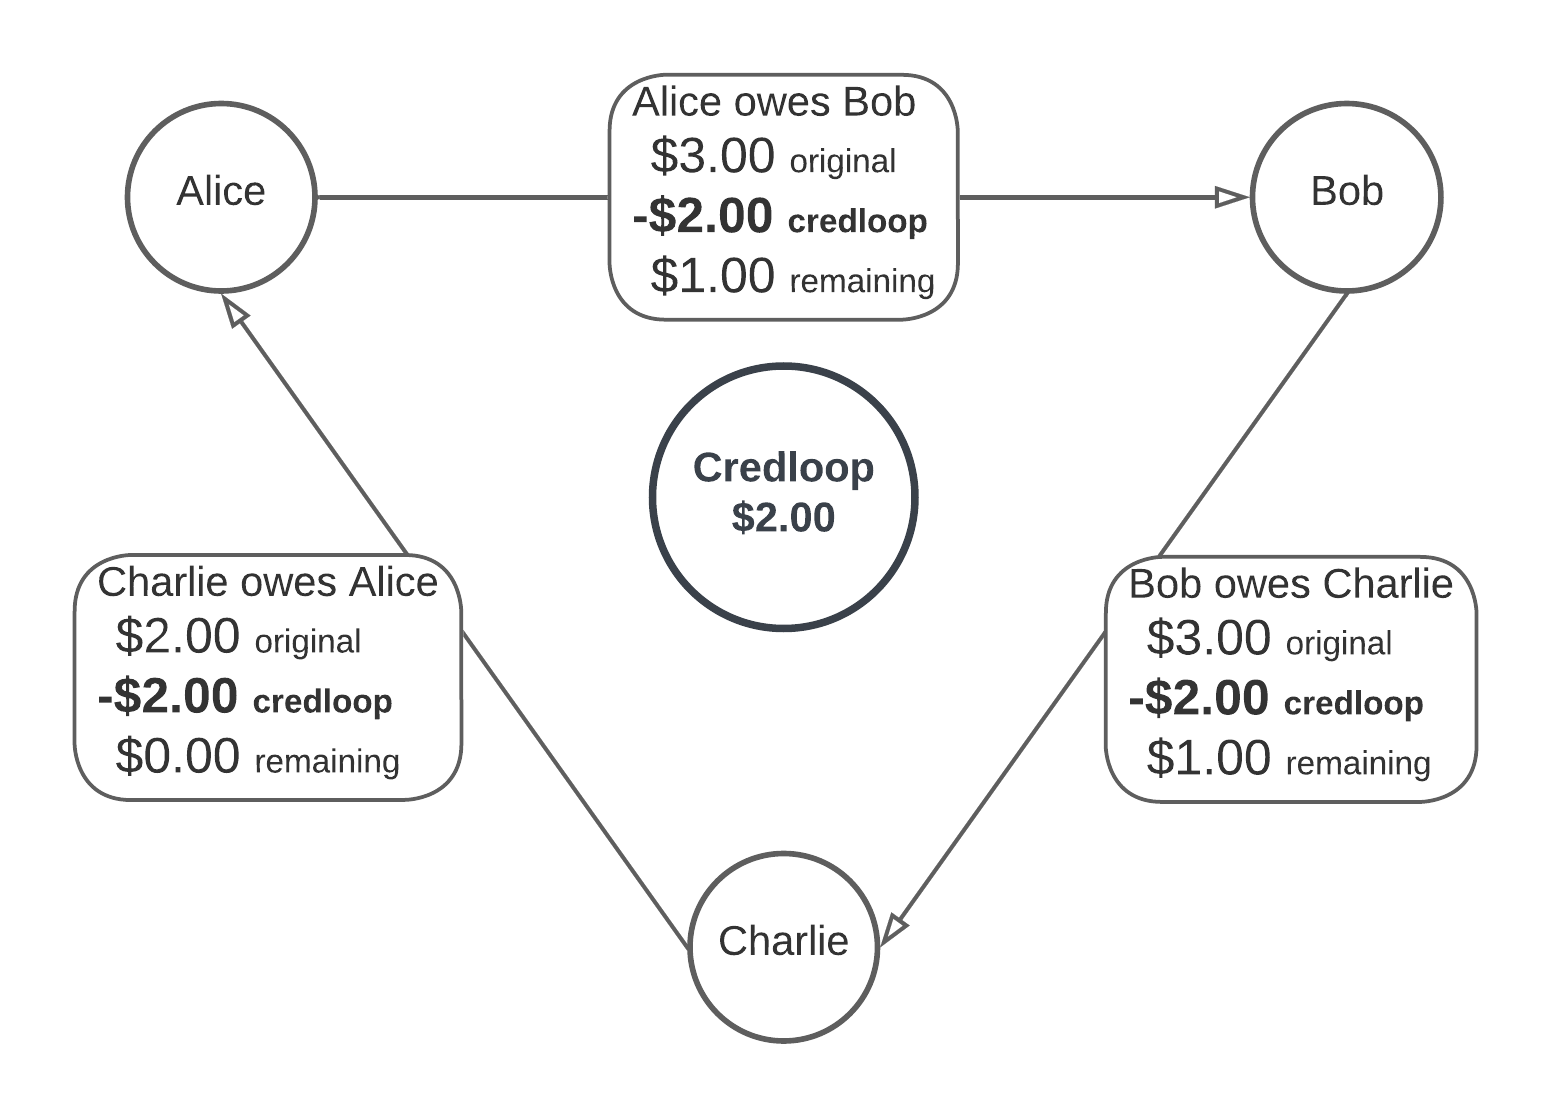 Alice owes Bob
$3.00 original
-$2.00 credloop
$1.00 remaining
Alice
Bob
Credloop
$2.00
Charlie owes Alice
$2.00 original
-$2.00 credloop
$0.00 remaining
Bob owes Charlie
$3.00 original
-$2.00 credloop
$1.00 remaining
Charlie